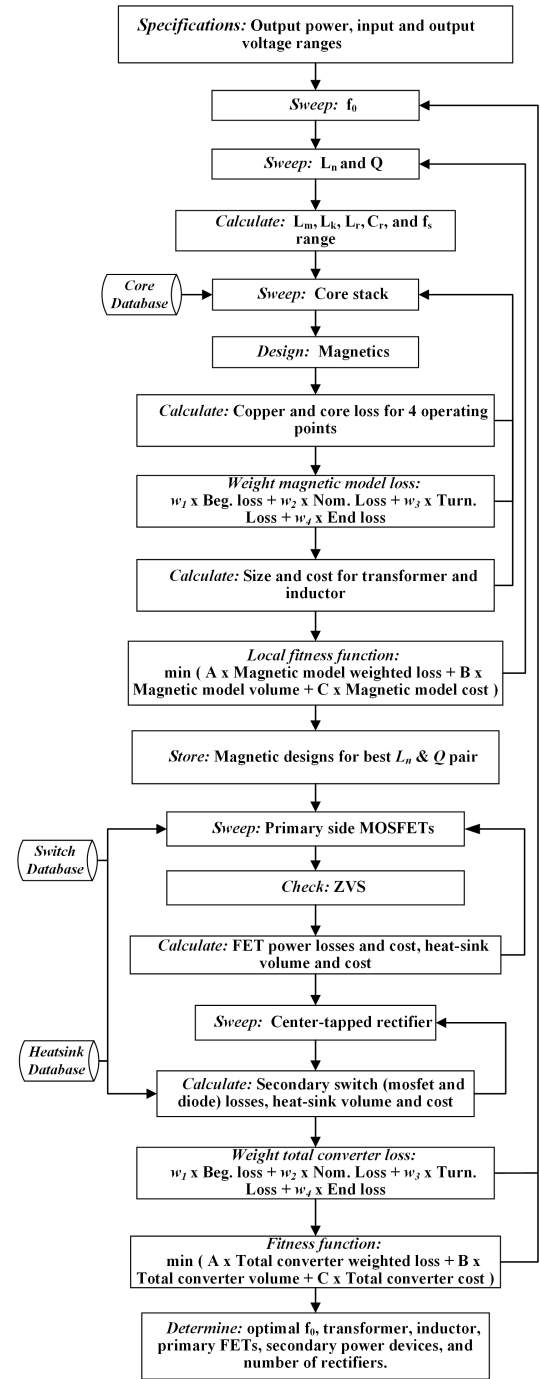 Specifications: Output power, input and output
voltage ranges
Sweep: f₀
Sweep: Lₙ and Q
Calculate: Lₘ, Lₖ, Lᵣ, Cᵣ, and fₛ
range
Core
Database
Sweep: Core stack
Design: Magnetics
Calculate: Copper and core loss for 4 operating
points
Weight magnetic model loss:
w₁ x Beg. loss + w₂ x Nom. Loss + w₃ x Turn.
Loss + w₄ x End loss
Calculate: Size and cost for transformer and
inductor
Local fitness function:
min ( A x Magnetic model weighted loss + B x
Magnetic model volume + C x Magnetic model cost )
Store: Magnetic designs for best Lₙ & Q pair
Sweep: Primary side MOSFETs
Switch
Database
Check: ZVS
Calculate: FET power losses and cost, heat-sink
volume and cost
Sweep: Center-tapped rectifier
Heatsink
Database
Calculate: Secondary switch (mosfet and
diode) losses, heat-sink volume and cost
Weight total converter loss:
w₁ x Beg. loss + w₂ x Nom. Loss + w₃ x Turn.
Loss + w₄ x End loss
Fitness function:
min ( A x Total converter weighted loss + B x
Total converter volume + C x Total converter cost )
Determine: optimal f₀, transformer, inductor,
primary FETs, secondary power devices, and
number of rectifiers.